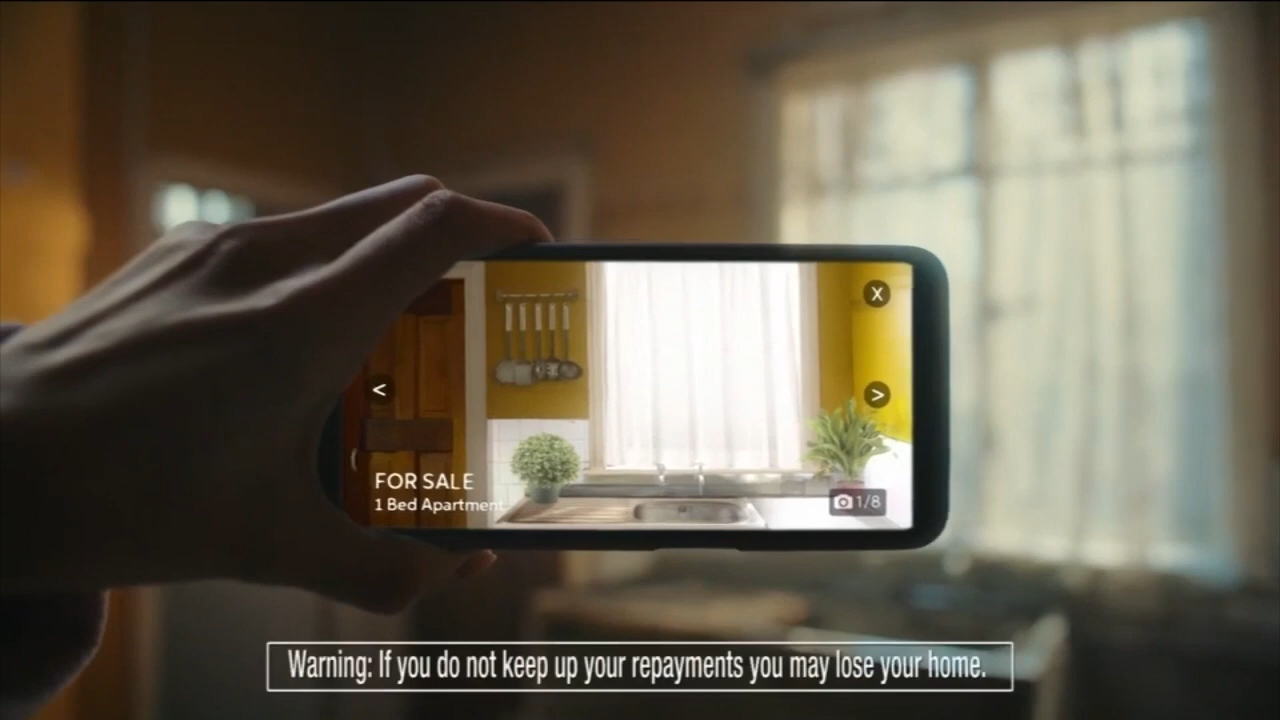 X
<
>
FOR SALE
1 Bed Apartment
1/8
Warning: If you do not keep up your repayments you may lose your home.